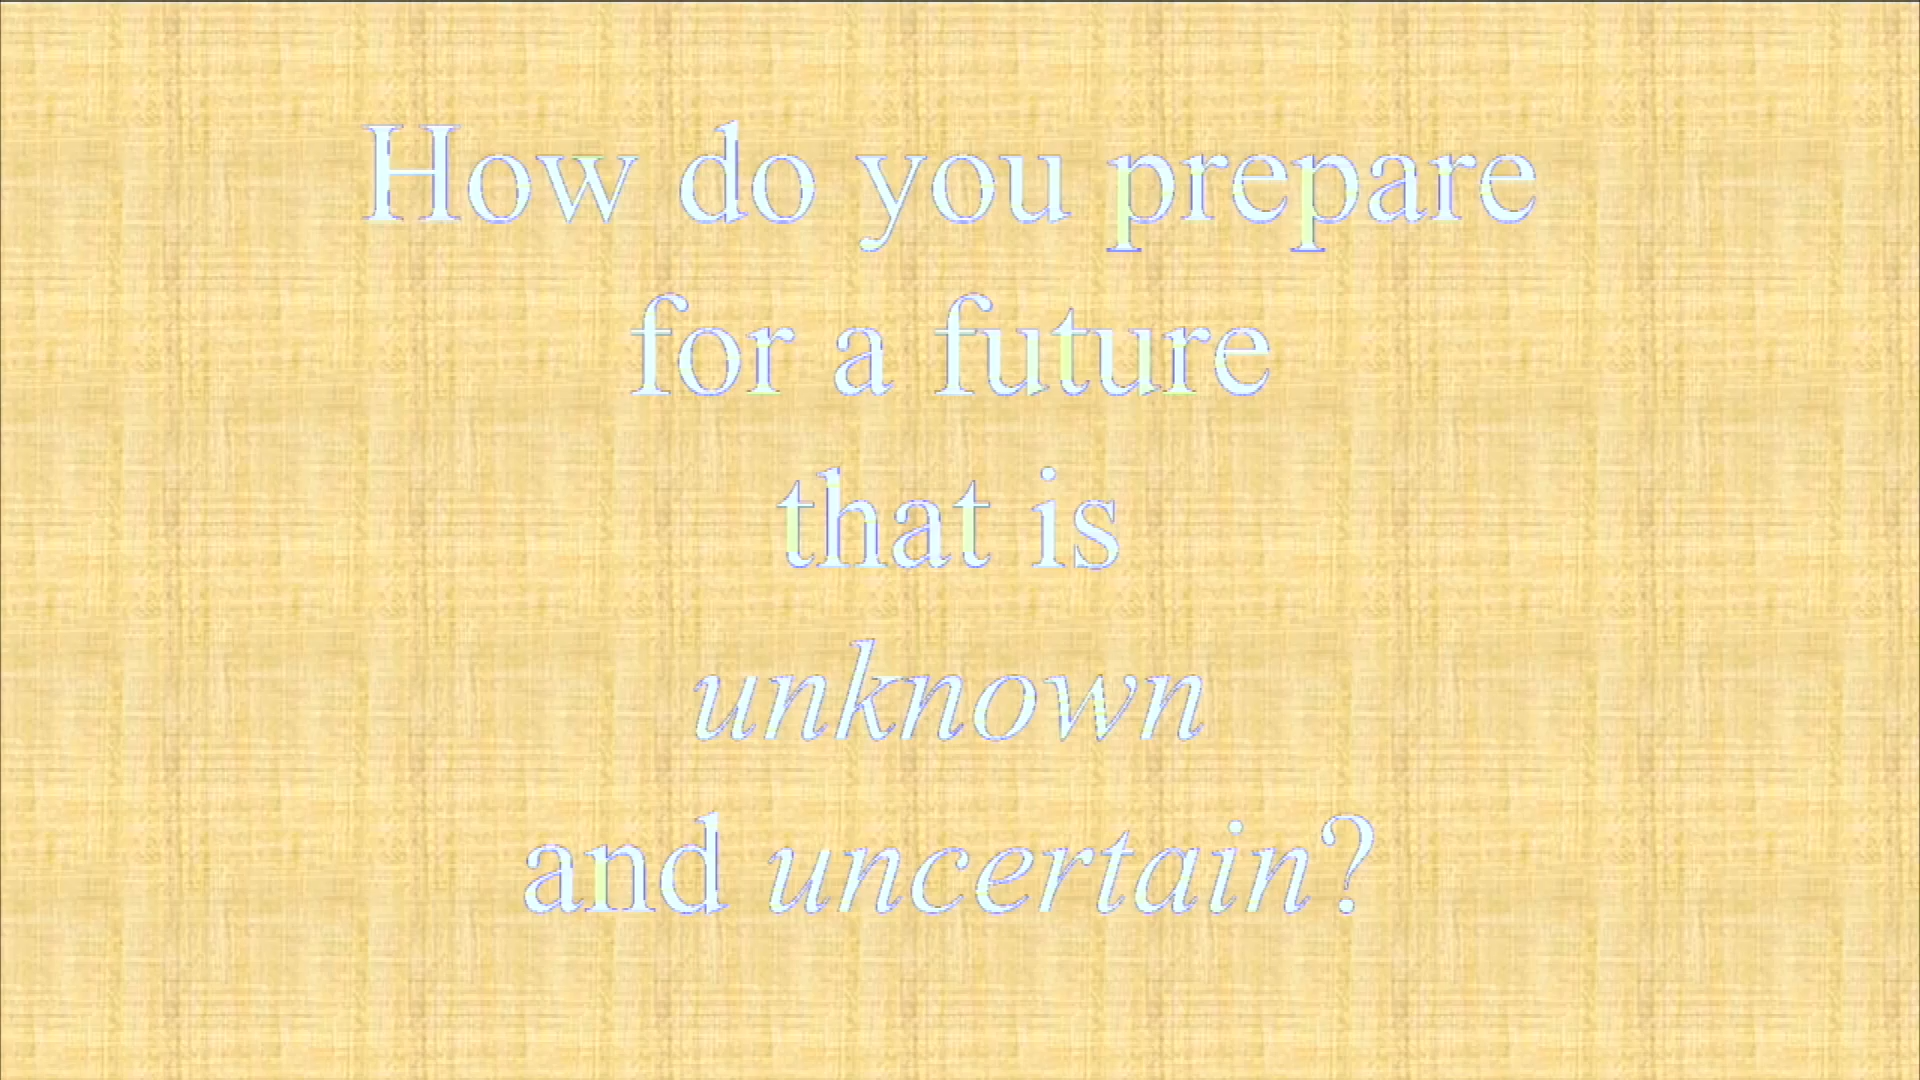 How do you prepare
for a future
that is
unknown
and uncertain?